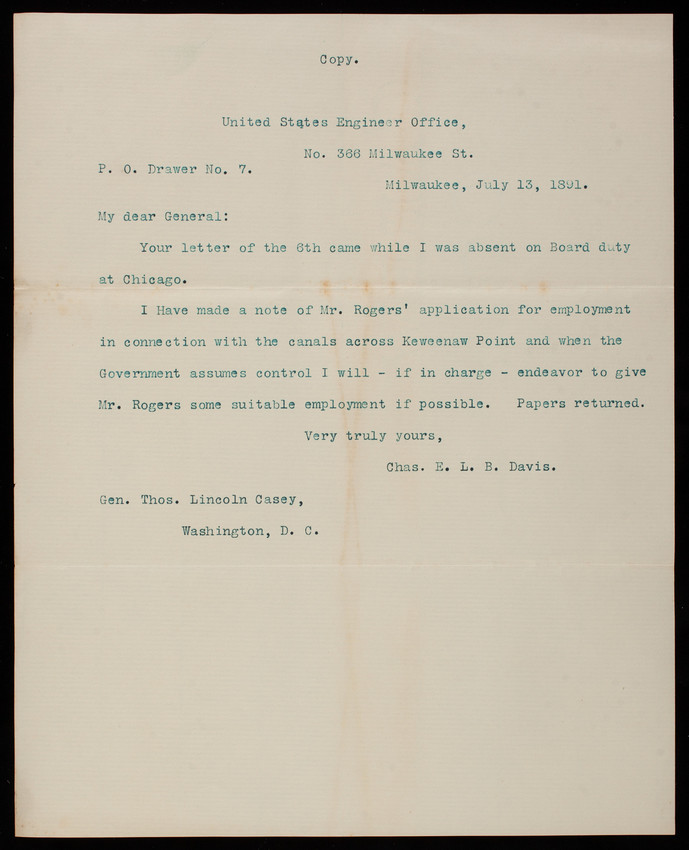 Copy.
United States Engineer Office,
No. 366 Milwaukee St.
P. O. Drawer No. 7.
Milwaukee, July 13, 1891.
My dear General:
Your letter of the 6th came while I was absent on Board duty
at Chicago.
I Have made a note of Mr. Rogers' application for employment
in connection with the canals across Keweenaw Point and when the
Government assumes control I will - if in charge - endeavor to give
Mr. Rogers some suitable employment if possible. Papers returned.
Very truly yours,
Chas. E. L. B. Davis.
Gen. Thos. Lincoln Casey,
Washington, D. C.